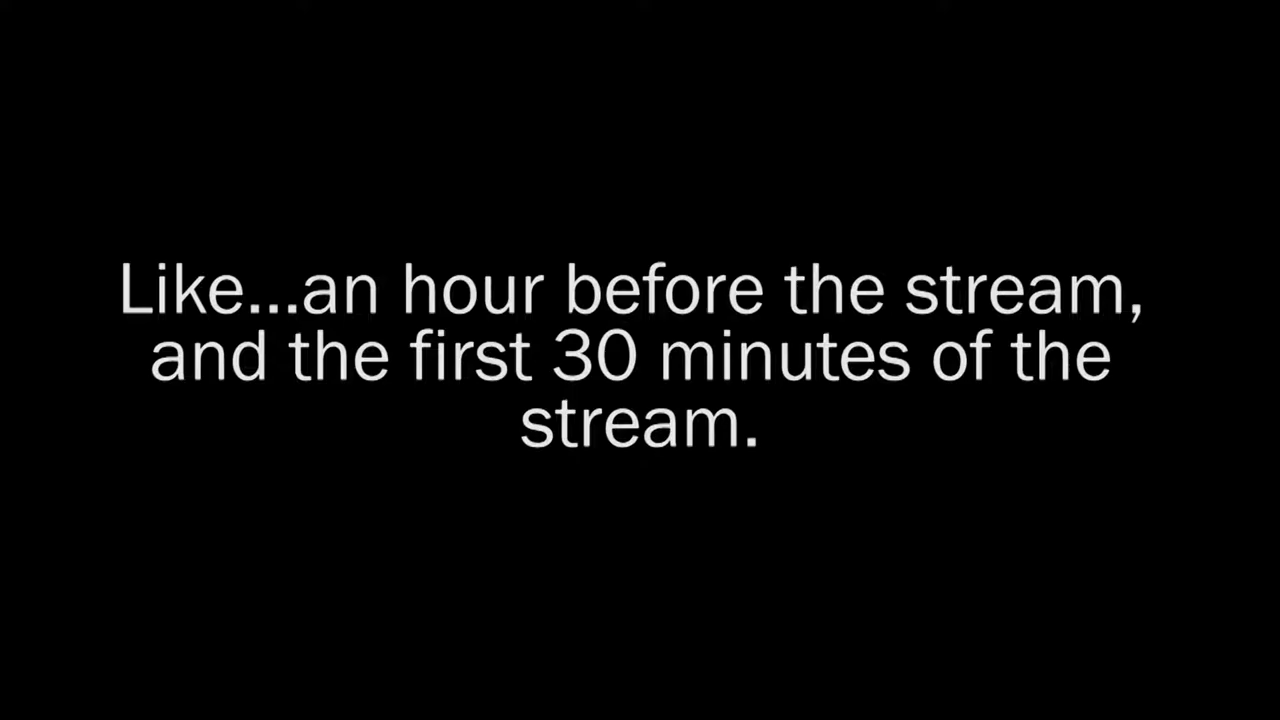 Like...an hour before the stream,
and the first 30 minutes of the
stream.